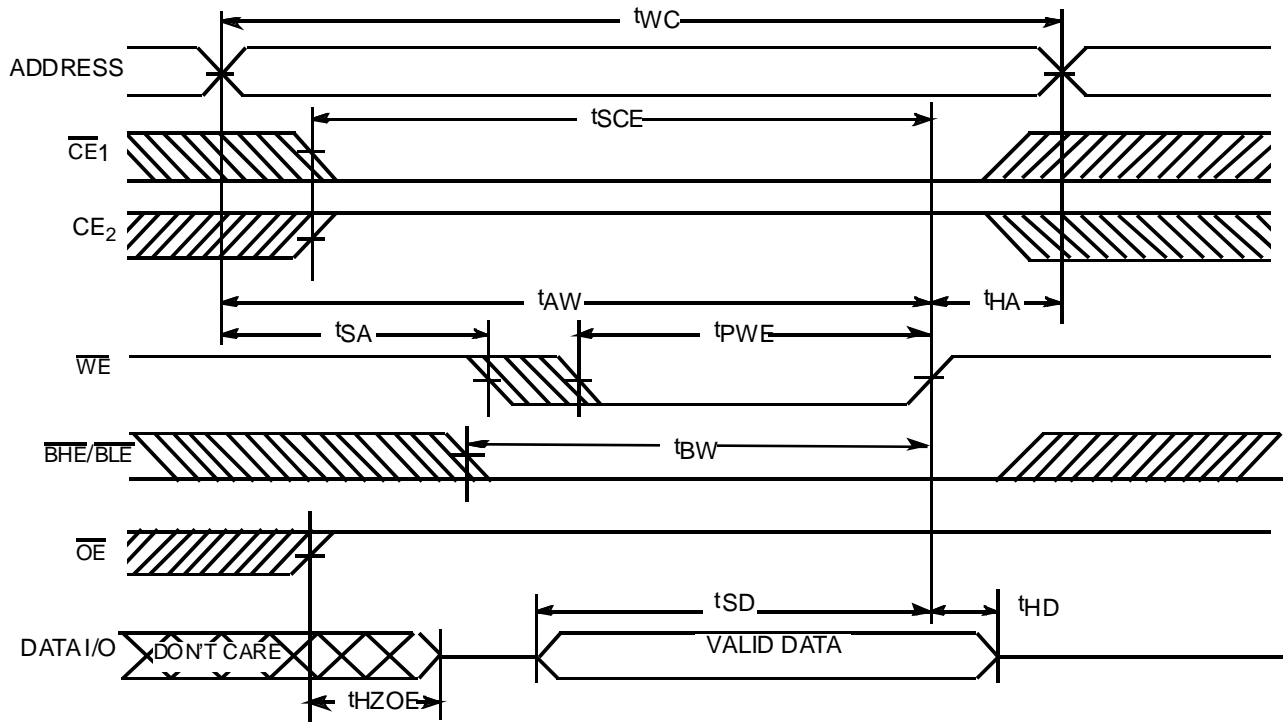 tWC
ADDRESS
tSCE
CE1
CE2
tAW
tHA
tSA
tPWE
WE
BHE/BLE
tBW
OE
tSD
tHD
DATA I/O
DON'T CARE
VALID DATA
tHZOE